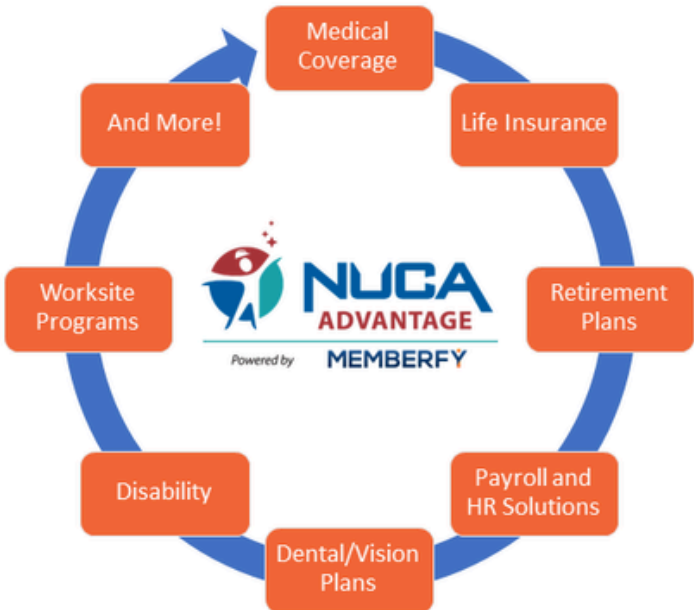 Medical
Coverage
Life Insurance
Retirement
Plans
Payroll and
HR Solutions
Dental/Vision
Plans
Disability
Worksite
Programs
And More!
NUCA
ADVANTAGE
Powered by MEMBERFY